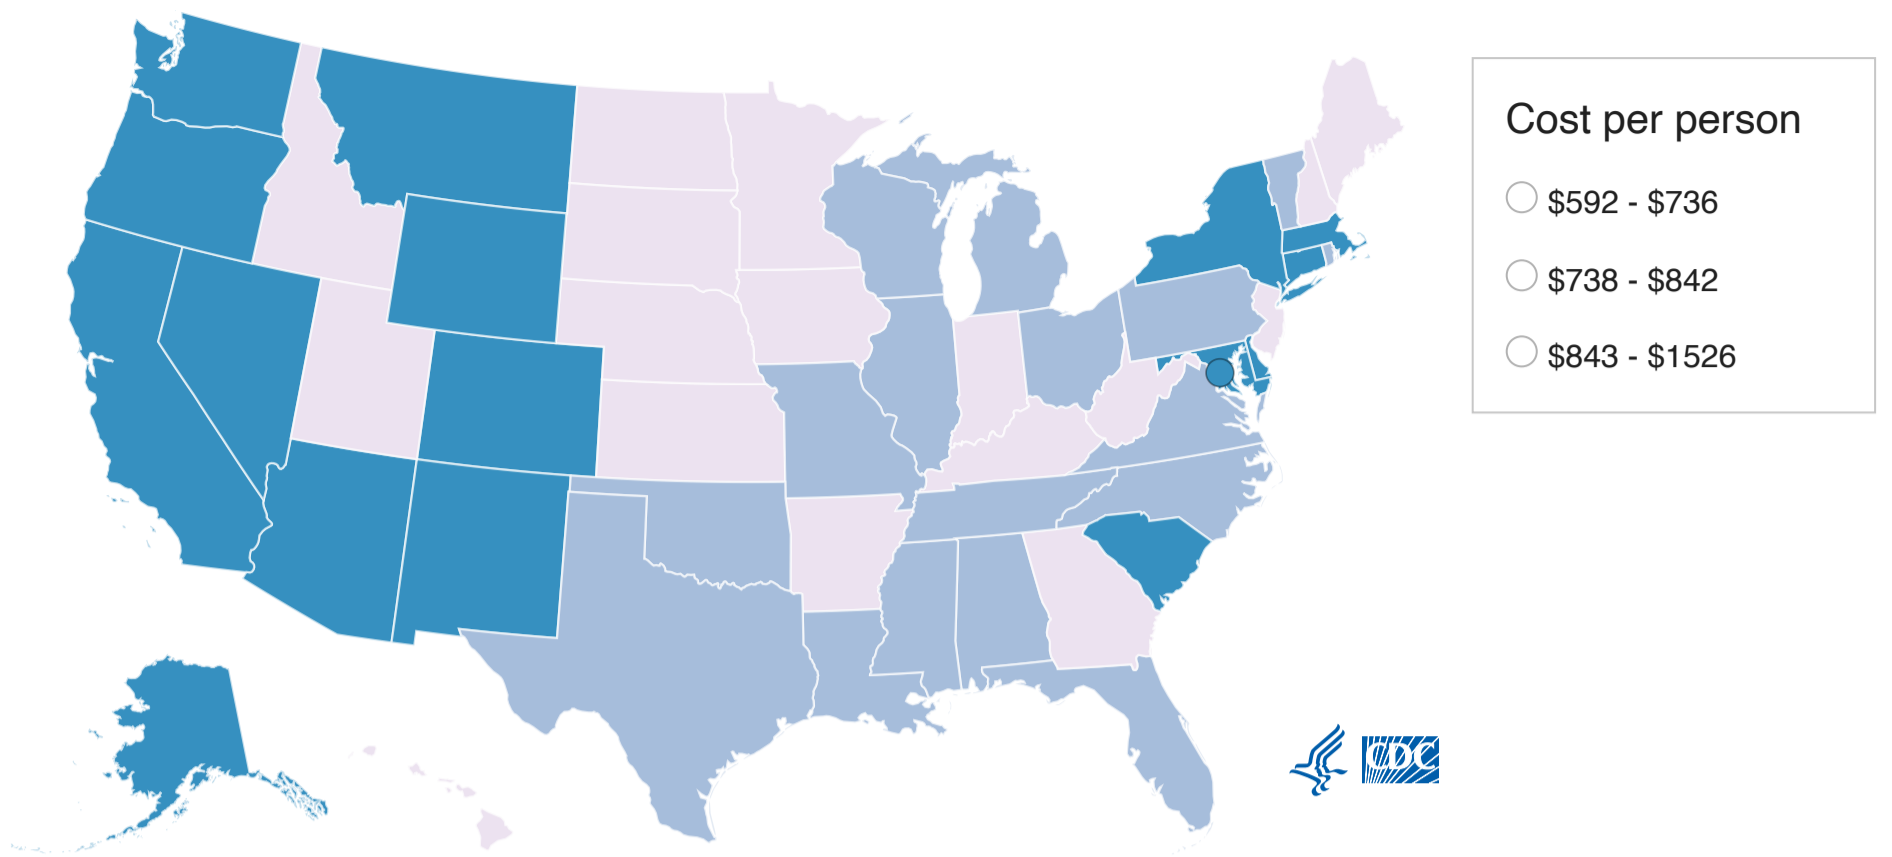 Cost per person
$592 - $736
$738 - $842
$843 - $1526
CDC